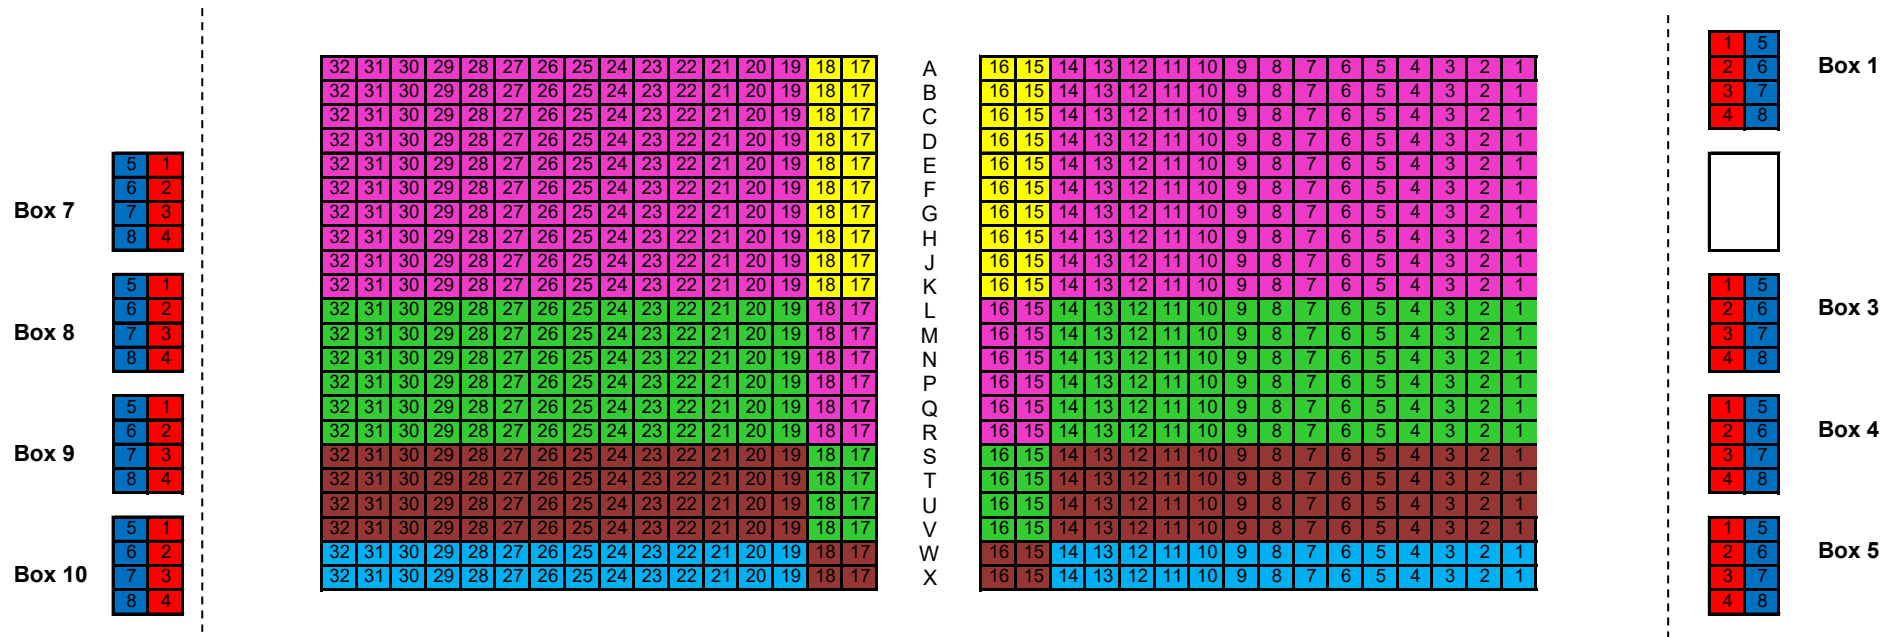 Box 7
5 1
6 2
7 3
8 4
Box 8
5 1
6 2
7 3
8 4
Box 9
5 1
6 2
7 3
8 4
Box 10
5 1
6 2
7 3
8 4
32 31 30 29 28 27 26 25 24 23 22 21 20 19 18 17 A 16 15 14 13 12 11 10 9 8 7 6 5 4 3 2 1
32 31 30 29 28 27 26 25 24 23 22 21 20 19 18 17 B 16 15 14 13 12 11 10 9 8 7 6 5 4 3 2 1
32 31 30 29 28 27 26 25 24 23 22 21 20 19 18 17 C 16 15 14 13 12 11 10 9 8 7 6 5 4 3 2 1
32 31 30 29 28 27 26 25 24 23 22 21 20 19 18 17 D 16 15 14 13 12 11 10 9 8 7 6 5 4 3 2 1
32 31 30 29 28 27 26 25 24 23 22 21 20 19 18 17 E 16 15 14 13 12 11 10 9 8 7 6 5 4 3 2 1
32 31 30 29 28 27 26 25 24 23 22 21 20 19 18 17 F 16 15 14 13 12 11 10 9 8 7 6 5 4 3 2 1
32 31 30 29 28 27 26 25 24 23 22 21 20 19 18 17 G 16 15 14 13 12 11 10 9 8 7 6 5 4 3 2 1
32 31 30 29 28 27 26 25 24 23 22 21 20 19 18 17 H 16 15 14 13 12 11 10 9 8 7 6 5 4 3 2 1
32 31 30 29 28 27 26 25 24 23 22 21 20 19 18 17 J 16 15 14 13 12 11 10 9 8 7 6 5 4 3 2 1
32 31 30 29 28 27 26 25 24 23 22 21 20 19 18 17 K 16 15 14 13 12 11 10 9 8 7 6 5 4 3 2 1
32 31 30 29 28 27 26 25 24 23 22 21 20 19 18 17 L 16 15 14 13 12 11 10 9 8 7 6 5 4 3 2 1
32 31 30 29 28 27 26 25 24 23 22 21 20 19 18 17 M 16 15 14 13 12 11 10 9 8 7 6 5 4 3 2 1
32 31 30 29 28 27 26 25 24 23 22 21 20 19 18 17 N 16 15 14 13 12 11 10 9 8 7 6 5 4 3 2 1
32 31 30 29 28 27 26 25 24 23 22 21 20 19 18 17 P 16 15 14 13 12 11 10 9 8 7 6 5 4 3 2 1
32 31 30 29 28 27 26 25 24 23 22 21 20 19 18 17 Q 16 15 14 13 12 11 10 9 8 7 6 5 4 3 2 1
32 31 30 29 28 27 26 25 24 23 22 21 20 19 18 17 R 16 15 14 13 12 11 10 9 8 7 6 5 4 3 2 1
32 31 30 29 28 27 26 25 24 23 22 21 20 19 18 17 S 16 15 14 13 12 11 10 9 8 7 6 5 4 3 2 1
32 31 30 29 28 27 26 25 24 23 22 21 20 19 18 17 T 16 15 14 13 12 11 10 9 8 7 6 5 4 3 2 1
32 31 30 29 28 27 26 25 24 23 22 21 20 19 18 17 U 16 15 14 13 12 11 10 9 8 7 6 5 4 3 2 1
32 31 30 29 28 27 26 25 24 23 22 21 20 19 18 17 V 16 15 14 13 12 11 10 9 8 7 6 5 4 3 2 1
32 31 30 29 28 27 26 25 24 23 22 21 20 19 18 17 W 16 15 14 13 12 11 10 9 8 7 6 5 4 3 2 1
32 31 30 29 28 27 26 25 24 23 22 21 20 19 18 17 X 16 15 14 13 12 11 10 9 8 7 6 5 4 3 2 1
1 5
2 6
3 7
4 8
Box 1
1 5
2 6
3 7
4 8
Box 3
1 5
2 6
3 7
4 8
Box 4
1 5
2 6
3 7
4 8
Box 5